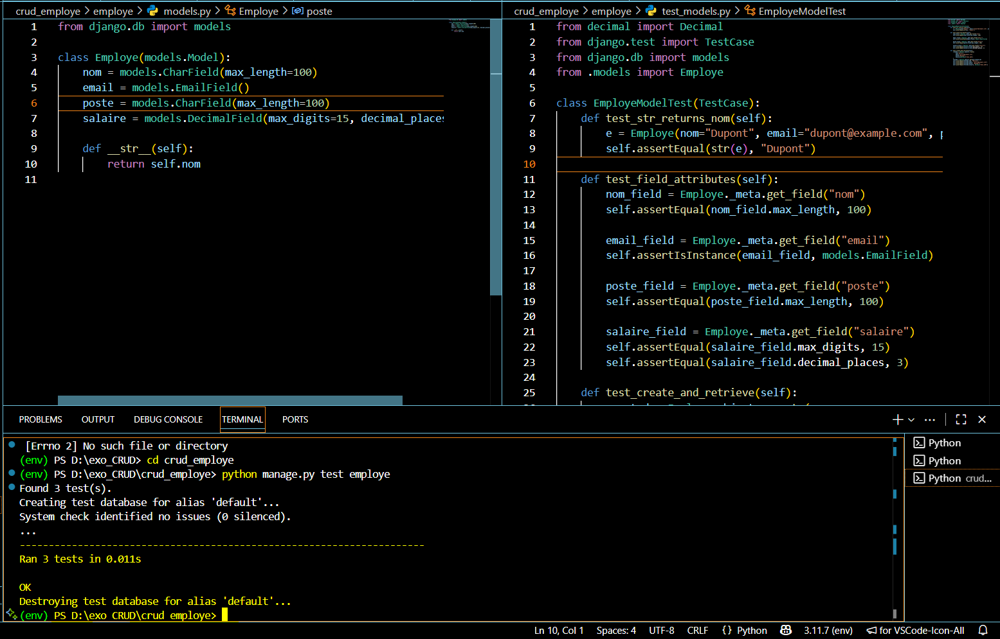 crud_employe > employe > models.py > Employe > poste
1 from django.db import models
2
3 class Employe(models.Model):
4 nom = models.CharField(max_length=100)
5 email = models.EmailField()
6 poste = models.CharField(max_length=100)
7 salaire = models.DecimalField(max_digits=15, decimal_places
8
9 def __str__(self):
10 return self.nom
11
crud_employe > employe > test_models.py > EmployeModelTest
1 from decimal import Decimal
2 from django.test import TestCase
3 from django.db import models
4 from .models import Employe
5
6 class EmployeModelTest(TestCase):
7 def test_str_returns_nom(self):
8 e = Employe(nom="Dupont", email="dupont@example.com", p
9 self.assertEqual(str(e), "Dupont")
10
11 def test_field_attributes(self):
12 nom_field = Employe._meta.get_field("nom")
13 self.assertEqual(nom_field.max_length, 100)
14
15 email_field = Employe._meta.get_field("email")
16 self.assertIsInstance(email_field, models.EmailField)
17
18 poste_field = Employe._meta.get_field("poste")
19 self.assertEqual(poste_field.max_length, 100)
20
21 salaire_field = Employe._meta.get_field("salaire")
22 self.assertEqual(salaire_field.max_digits, 15)
23 self.assertEqual(salaire_field.decimal_places, 3)
24
25 def test_create_and_retrieve(self):
PROBLEMS OUTPUT DEBUG CONSOLE TERMINAL PORTS
[Errno 2] No such file or directory
(env) PS D:\exo_CRUD> cd crud_employe
(env) PS D:\exo_CRUD\crud_employe> python manage.py test employe
Found 3 test(s).
Creating test database for alias 'default'...
System check identified no issues (0 silenced).
...
----------------------------------------------------------------------
Ran 3 tests in 0.011s
OK
Destroying test database for alias 'default'...
(env) PS D:\exo_CRUD\crud_employe>
Python
Python
Python crud...
Ln 10, Col 1 Spaces: 4 UTF-8 CRLF {} Python 3.11.7 (env) for VSCode-Icon-All